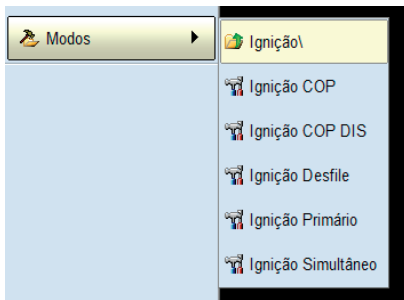 Modos
Ignição\
Ignição COP
Ignição COP DIS
Ignição Desfile
Ignição Primário
Ignição Simultâneo